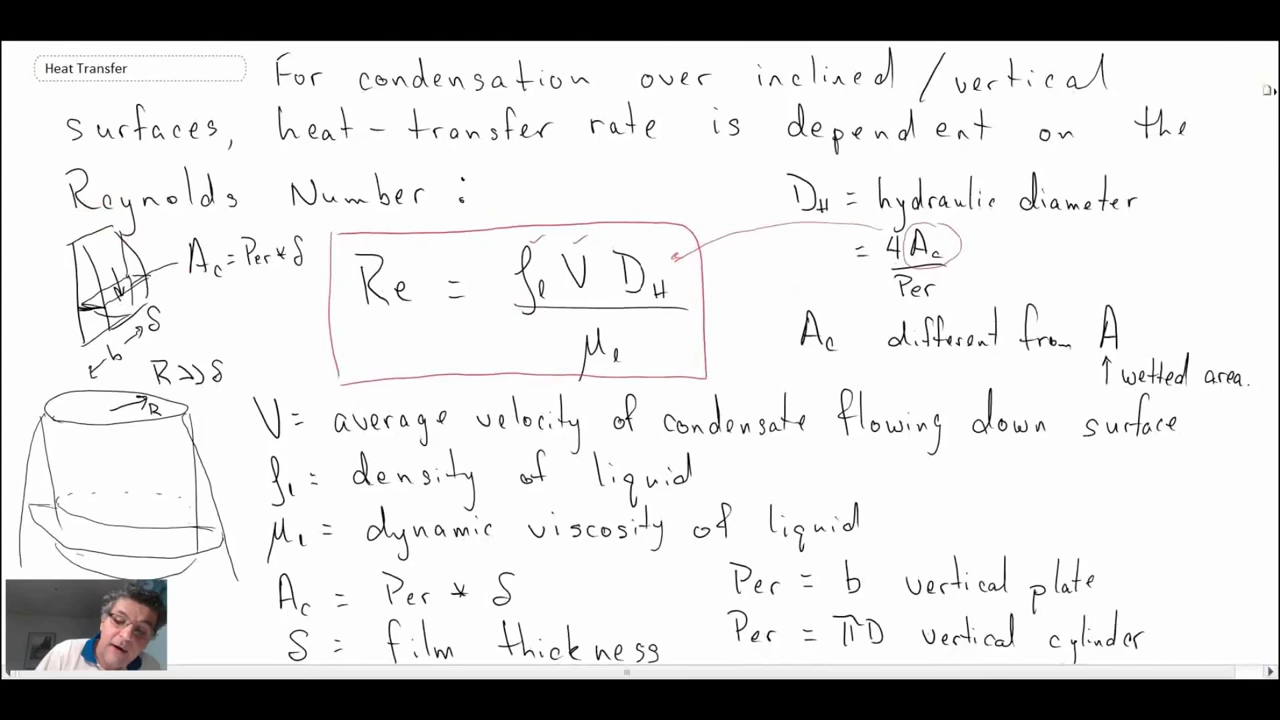 Heat Transfer
For condensation over inclined / vertical
surfaces, heat-transfer rate is dependent on the
Reynolds Number :
D_H = hydraulic diameter
= 4 A_c / Per
A_c = Per * δ
Re = ρ_l V D_H / μ_l
A_c different from A
↑ wetted area.
δ
b
R >> δ
R
V = average velocity of condensate flowing down surface
ρ_l = density of liquid
μ_l = dynamic viscosity of liquid
A_c = Per * δ
Per = b vertical plate
δ = film thickness
Per = πD vertical cylinder